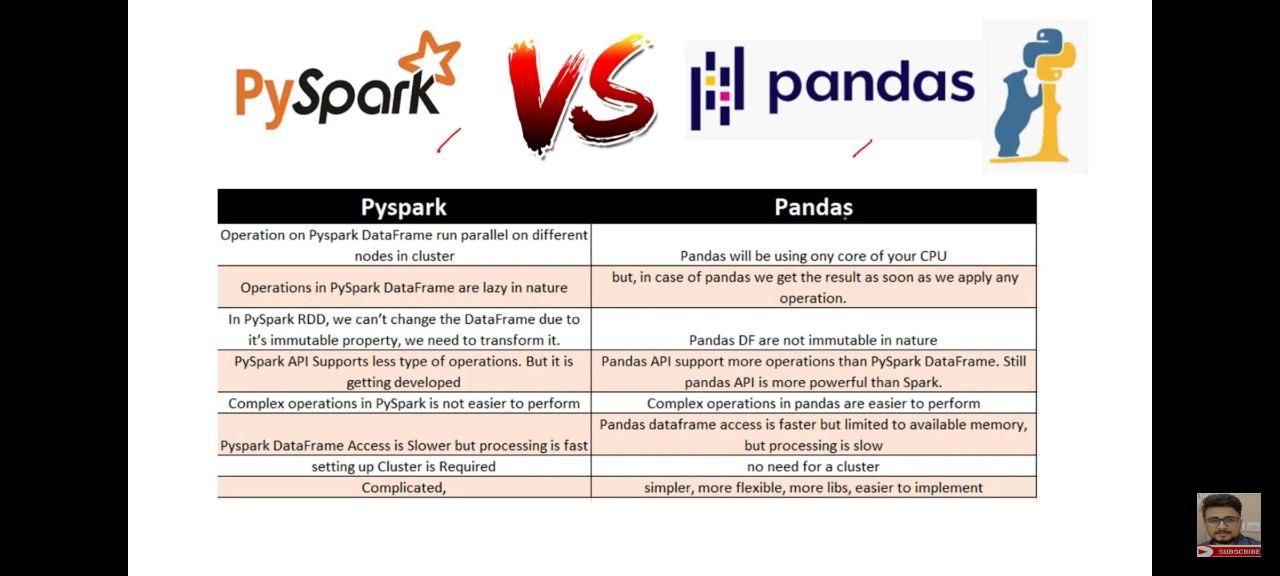 PySpark VS pandas
Pyspark
Pandas
Operation on Pyspark DataFrame run parallel on different
nodes in cluster
Pandas will be using ony core of your CPU
Operations in PySpark DataFrame are lazy in nature
but, in case of pandas we get the result as soon as we apply any
operation.
In PySpark RDD, we can’t change the DataFrame due to
it’s immutable property, we need to transform it.
Pandas DF are not immutable in nature
PySpark API Supports less type of operations. But it is
getting developed
Pandas API support more operations than PySpark DataFrame. Still
pandas API is more powerful than Spark.
Complex operations in PySpark is not easier to perform
Complex operations in pandas are easier to perform
Pyspark DataFrame Access is Slower but processing is fast
Pandas dataframe access is faster but limited to available memory,
but processing is slow
setting up Cluster is Required
no need for a cluster
Complicated,
simpler, more flexible, more libs, easier to implement
SUBSCRIBE